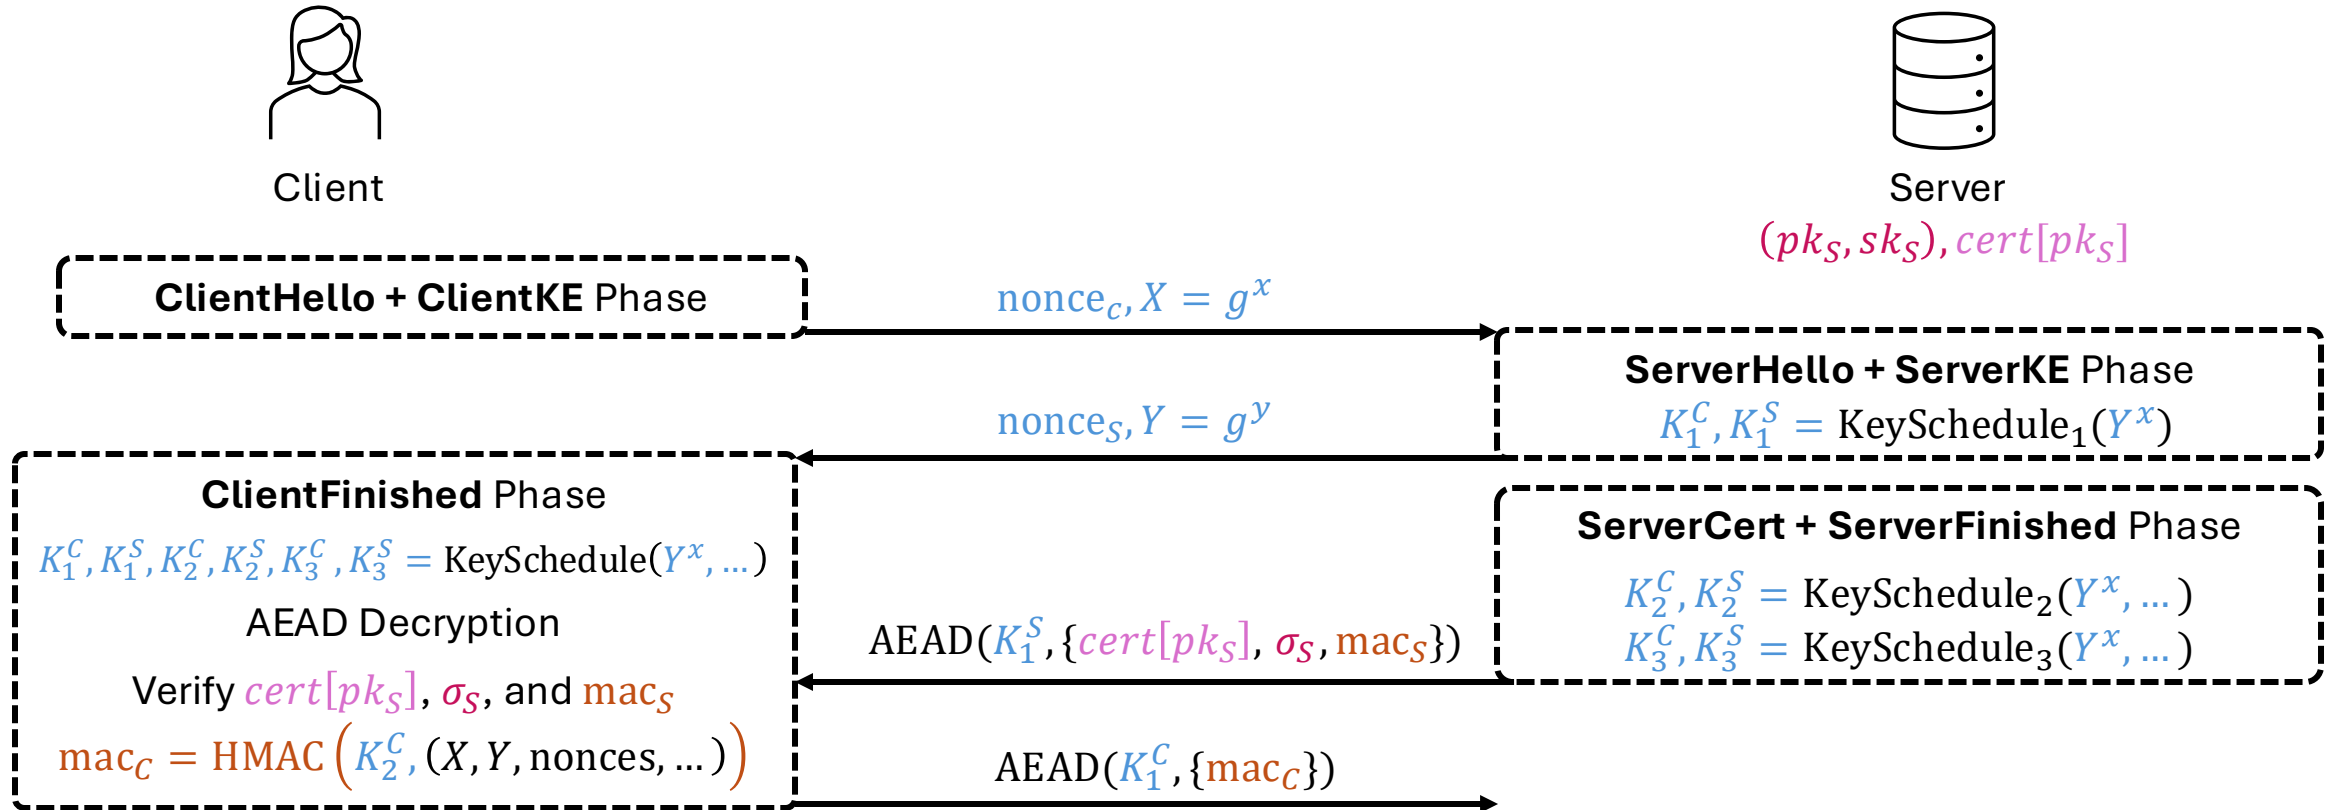 Client
Server
(pk_S, sk_S), cert[pk_S]
ClientHello + ClientKE Phase
nonce_c, X = g^x
ServerHello + ServerKE Phase
K_1^C, K_1^S = KeySchedule_1(Y^x)
nonce_S, Y = g^y
ClientFinished Phase
K_1^C, K_1^S, K_2^C, K_2^S, K_3^C, K_3^S = KeySchedule(Y^x, …)
AEAD Decryption
Verify cert[pk_S], σ_S, and mac_S
mac_C = HMAC(K_2^C, (X, Y, nonces, …))
ServerCert + ServerFinished Phase
K_2^C, K_2^S = KeySchedule_2(Y^x, …)
K_3^C, K_3^S = KeySchedule_3(Y^x, …)
AEAD(K_1^S, {cert[pk_S], σ_S, mac_S})
AEAD(K_1^C, {mac_C})